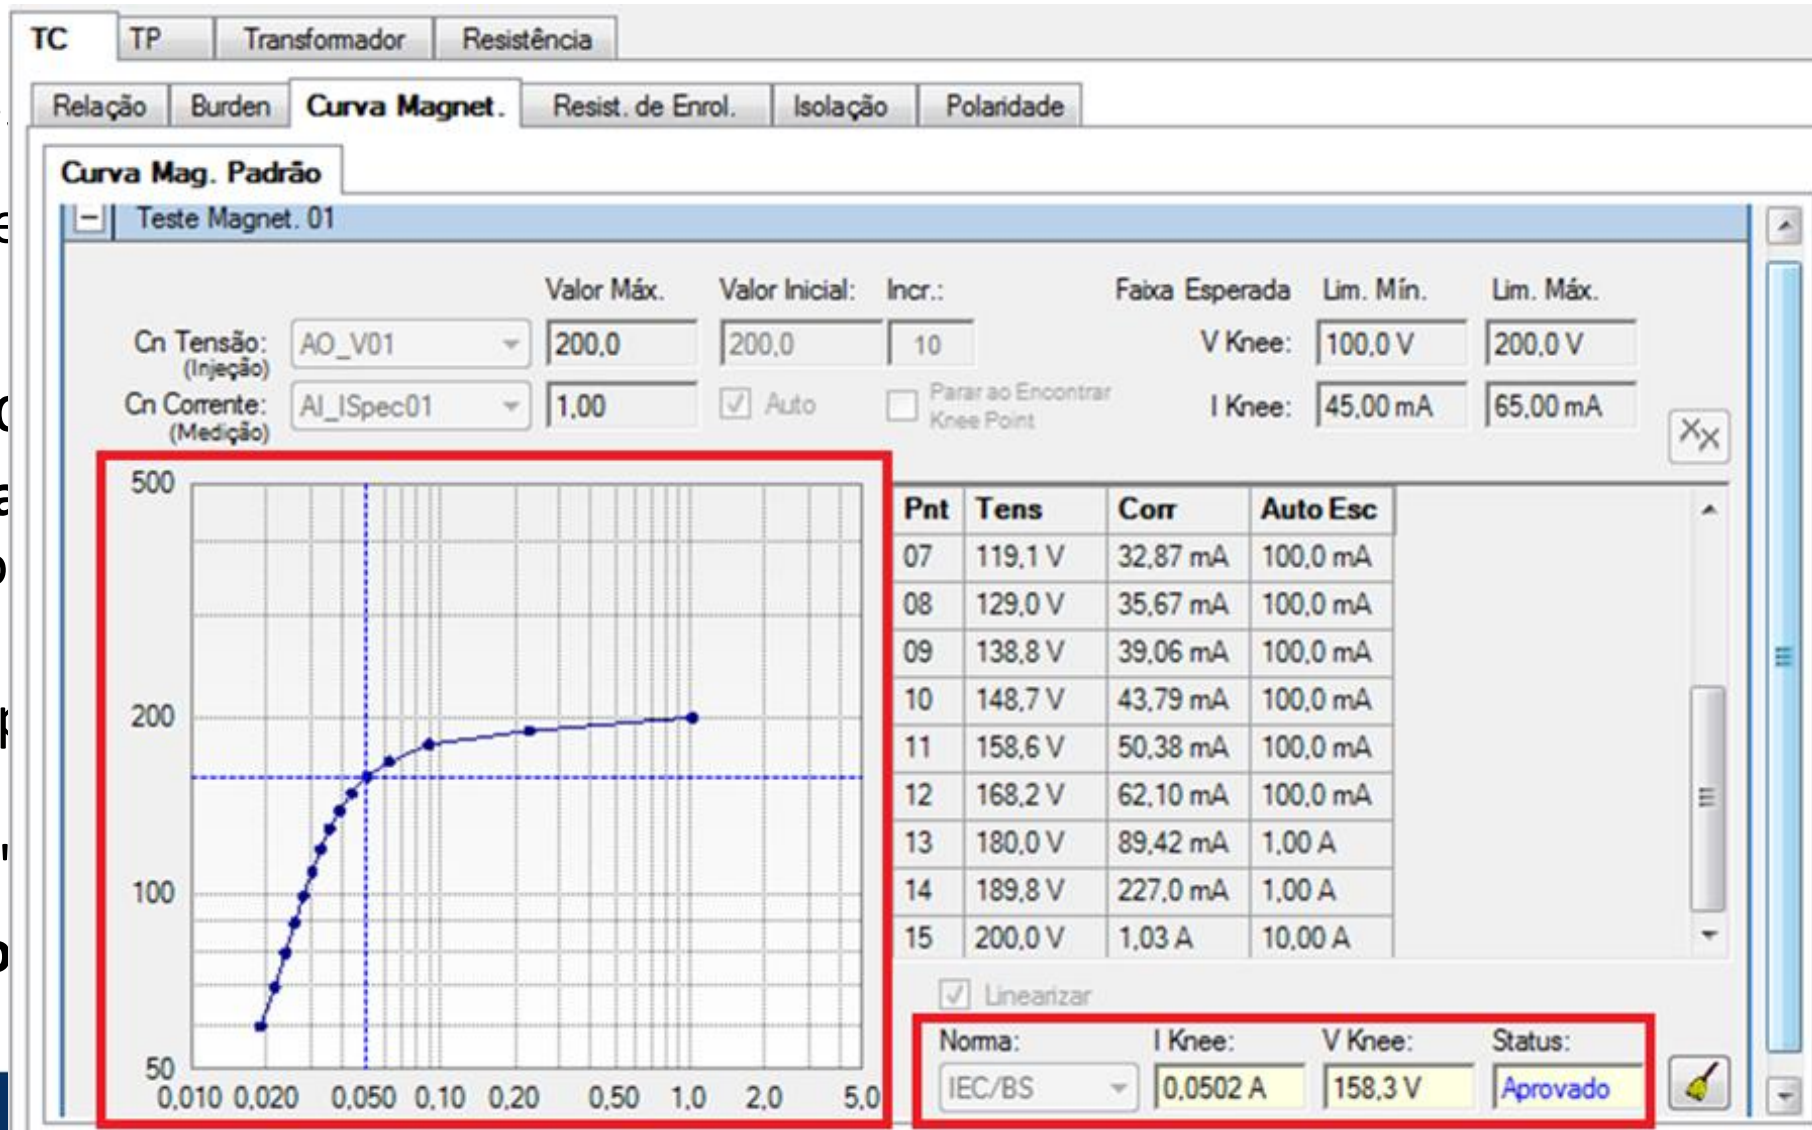 TC TP Transformador Resistência
Relação Burden Curva Magnet. Resist. de Enrol. Isolação Polaridade
Curva Mag. Padrão
Teste Magnet. 01
Valor Máx. Valor Inicial: Incr.: Faixa Esperada Lim. Mín. Lim. Máx.
Cn Tensão: AO_V01 200,0 200,0 10 V Knee: 100,0 V 200,0 V
(Injeção)
Cn Corrente: AI_ISpec01 1,00 Auto Parar ao Encontrar Knee Point I Knee: 45,00 mA 65,00 mA
(Medição)
XX
500
200
100
50
0,010 0,020 0,050 0,10 0,20 0,50 1,0 2,0 5,0
Pnt Tens Corr Auto Esc
07 119,1 V 32,87 mA 100,0 mA
08 129,0 V 35,67 mA 100,0 mA
09 138,8 V 39,06 mA 100,0 mA
10 148,7 V 43,79 mA 100,0 mA
11 158,6 V 50,38 mA 100,0 mA
12 168,2 V 62,10 mA 100,0 mA
13 180,0 V 89,42 mA 1,00 A
14 189,8 V 227,0 mA 1,00 A
15 200,0 V 1,03 A 10,00 A
Linearizar
Norma: I Knee: V Knee: Status:
IEC/BS 0,0502 A 158,3 V Aprovado